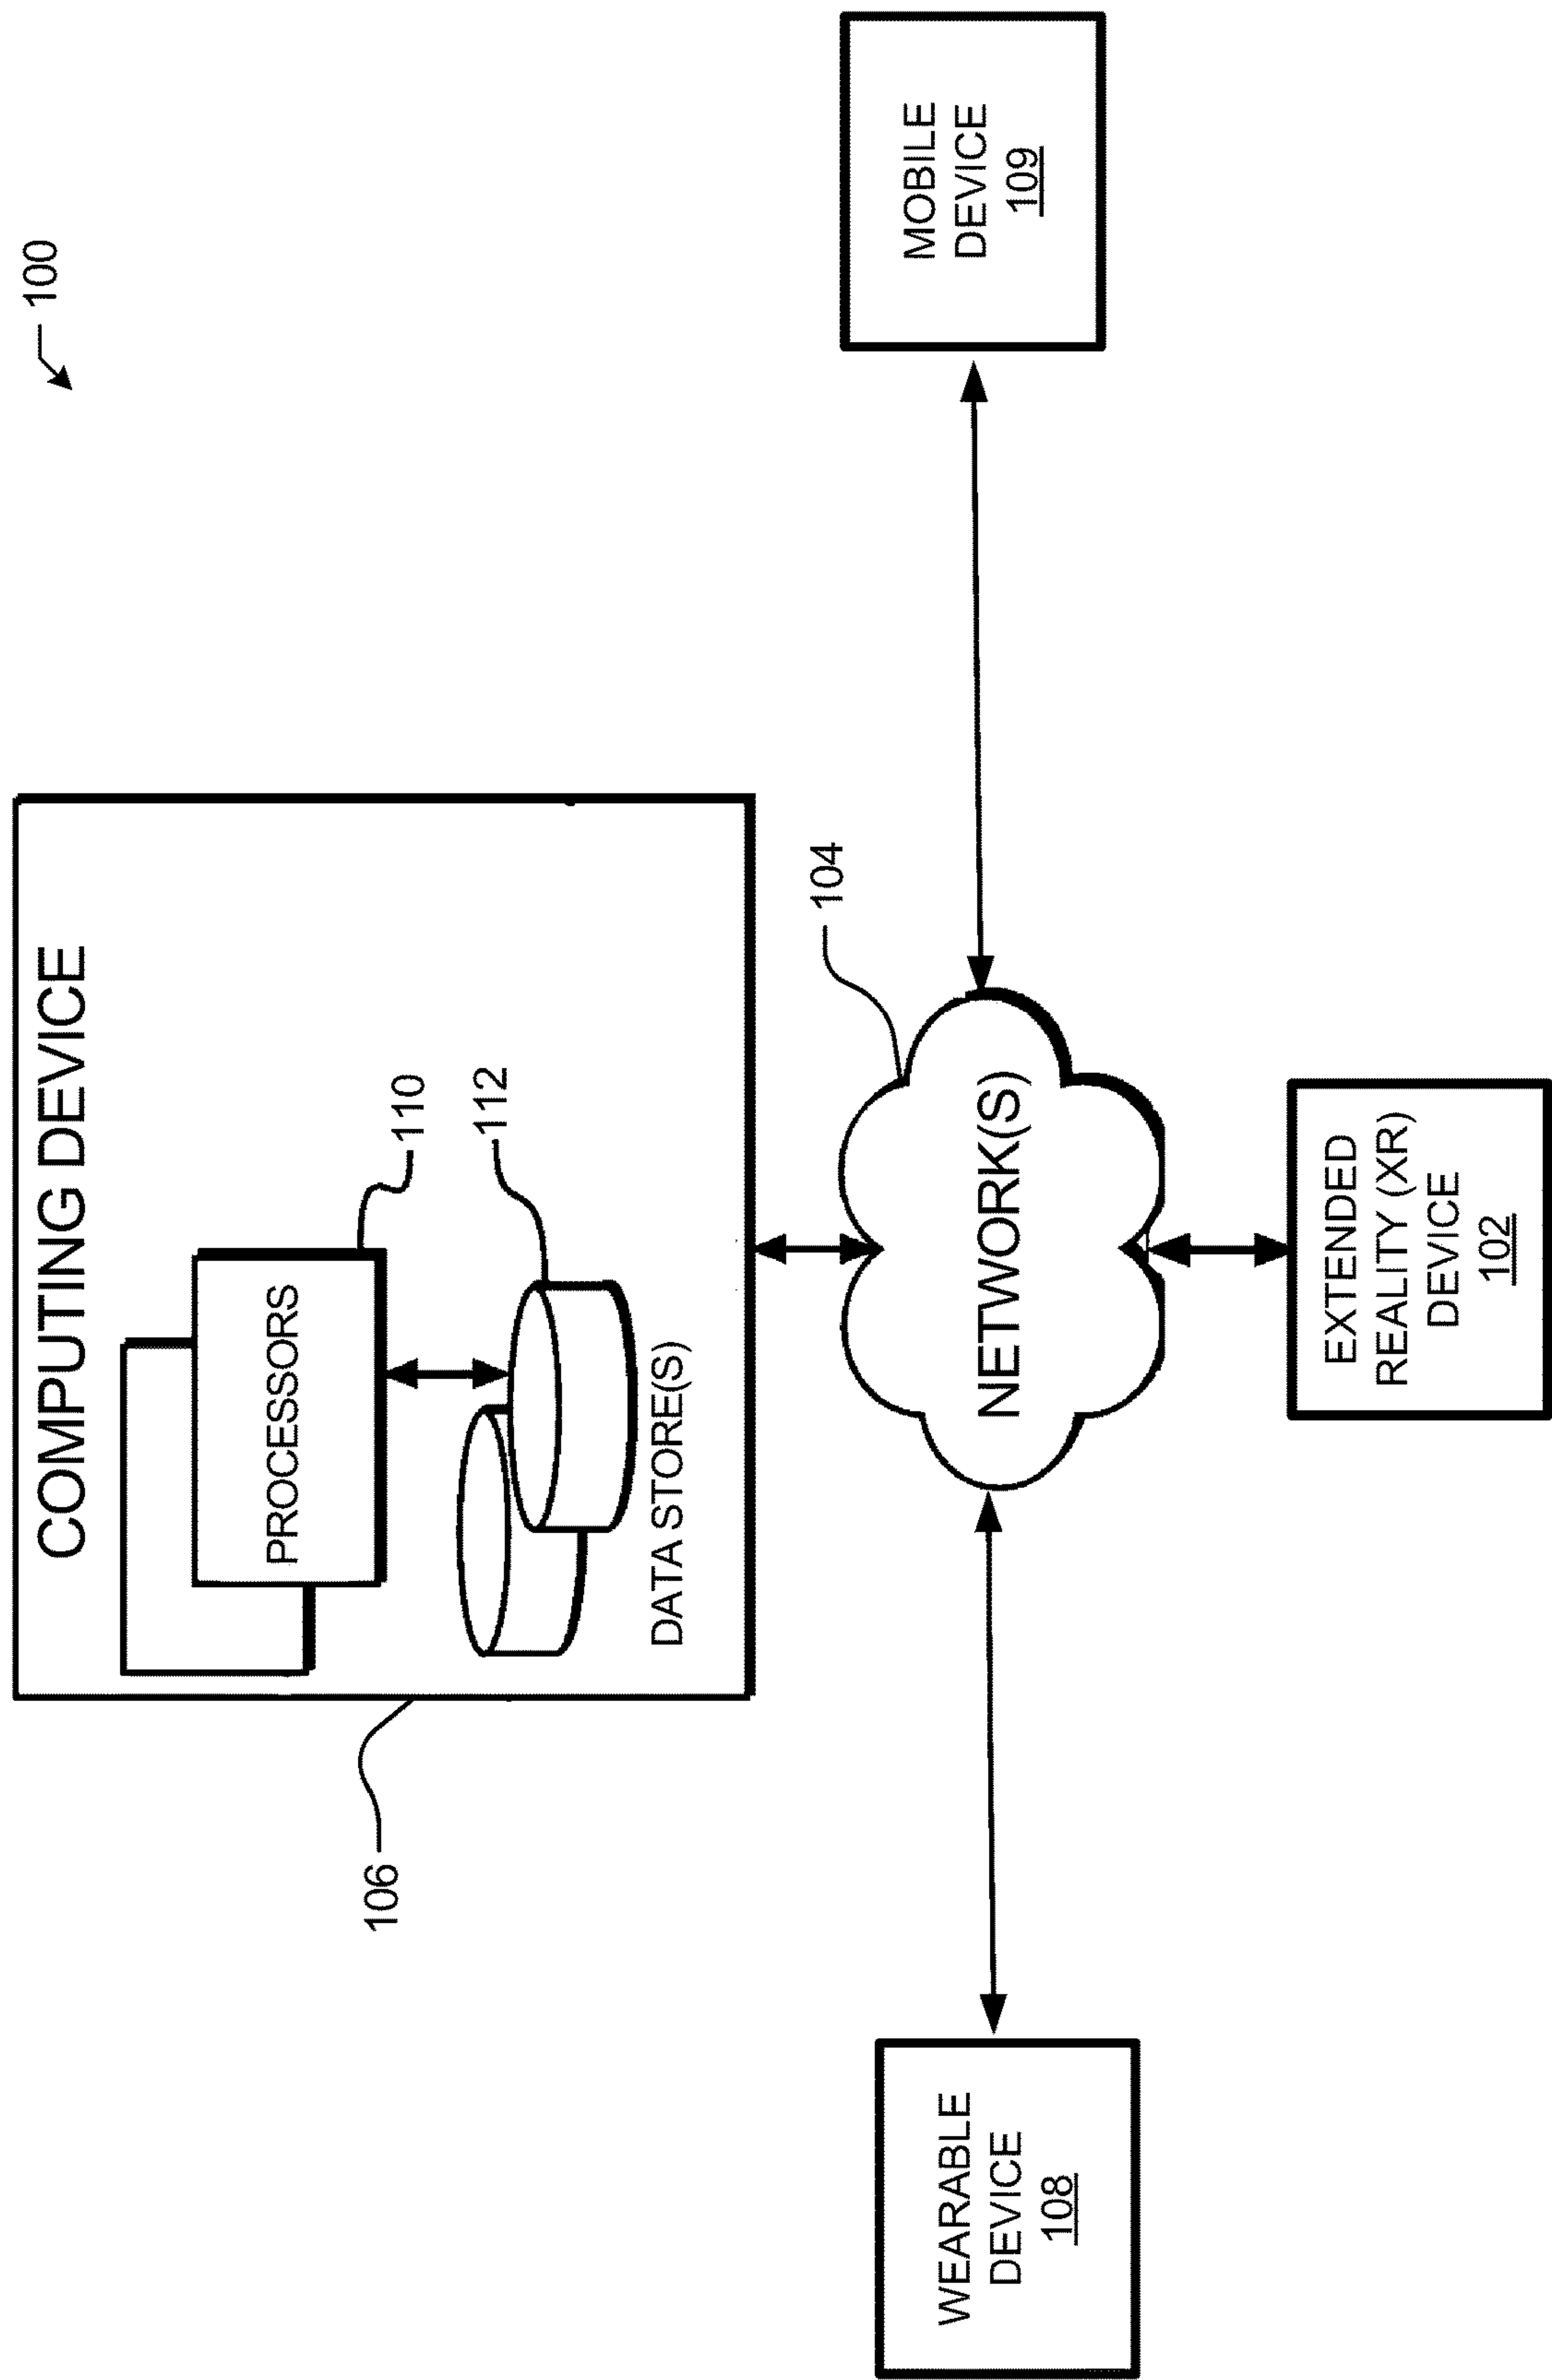 100
COMPUTING DEVICE
PROCESSORS
110
112
DATA STORE(S)
106
104
NETWORK(S)
WEARABLE
DEVICE
108
MOBILE
DEVICE
109
EXTENDED
REALITY (XR)
DEVICE
102